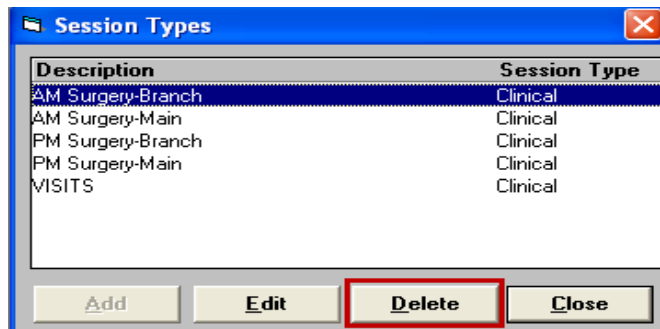 Session Types
Description Session Type
AM Surgery-Branch Clinical
AM Surgery-Main Clinical
PM Surgery-Branch Clinical
PM Surgery-Main Clinical
VISITS Clinical
Add Edit Delete Close